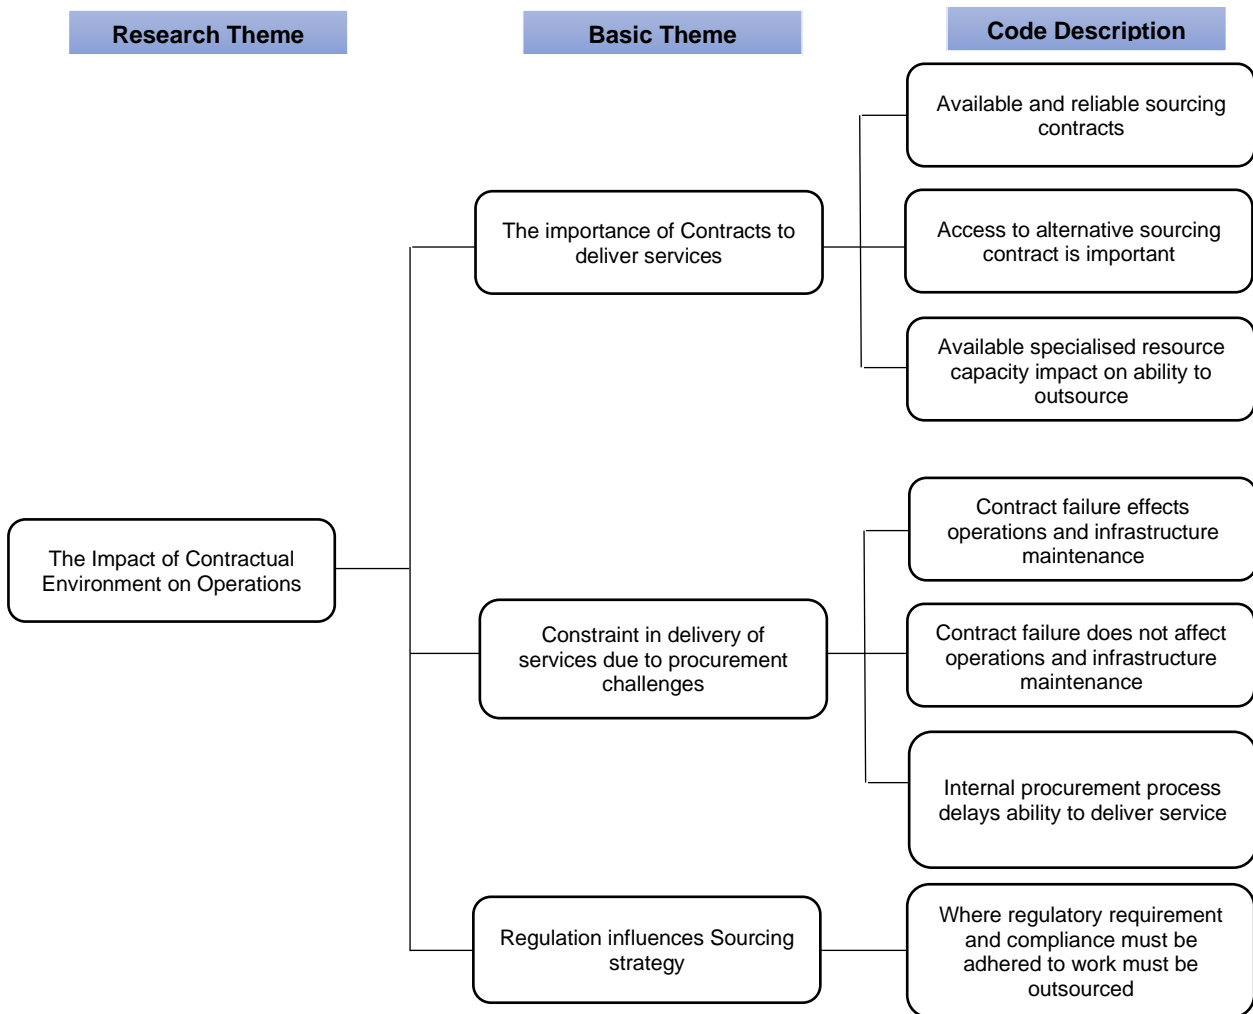 Research Theme
Basic Theme
Code Description
Available and reliable sourcing
contracts
The importance of Contracts to
deliver services
Access to alternative sourcing
contract is important
Available specialised resource
capacity impact on ability to
outsource
The Impact of Contractual
Environment on Operations
Contract failure effects
operations and infrastructure
maintenance
Constraint in delivery of
services due to procurement
challenges
Contract failure does not affect
operations and infrastructure
maintenance
Internal procurement process
delays ability to deliver service
Regulation influences Sourcing
strategy
Where regulatory requirement
and compliance must be
adhered to work must be
outsourced